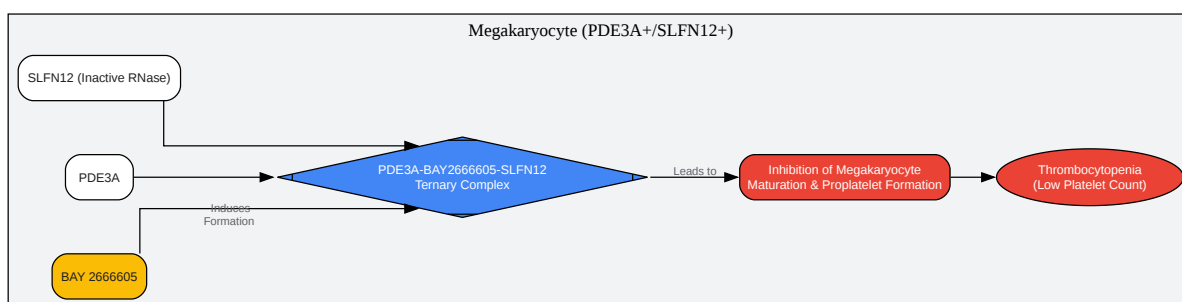 Megakaryocyte (PDE3A+/SLFN12+)
SLFN12 (Inactive RNase)
PDE3A
BAY 2666605
Induces
Formation
PDE3A-BAY2666605-SLFN12
Ternary Complex
Leads to
Inhibition of Megakaryocyte
Maturation & Proplatelet Formation
Thrombocytopenia
(Low Platelet Count)